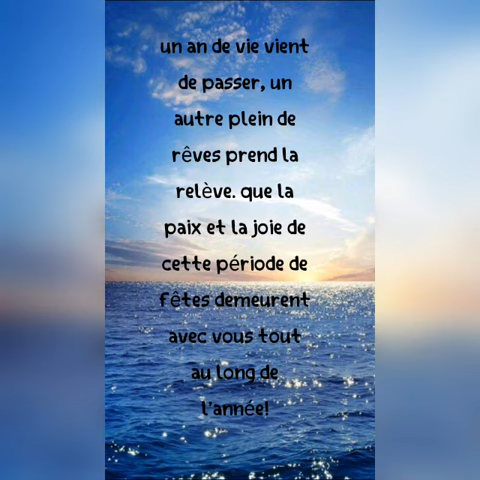 un an de vie vient
de passer, un
autre plein de
rêves prend la
relève. que la
paix et la joie de
cette période de
fêtes demeurent
avec vous tout
au long de
l'année!